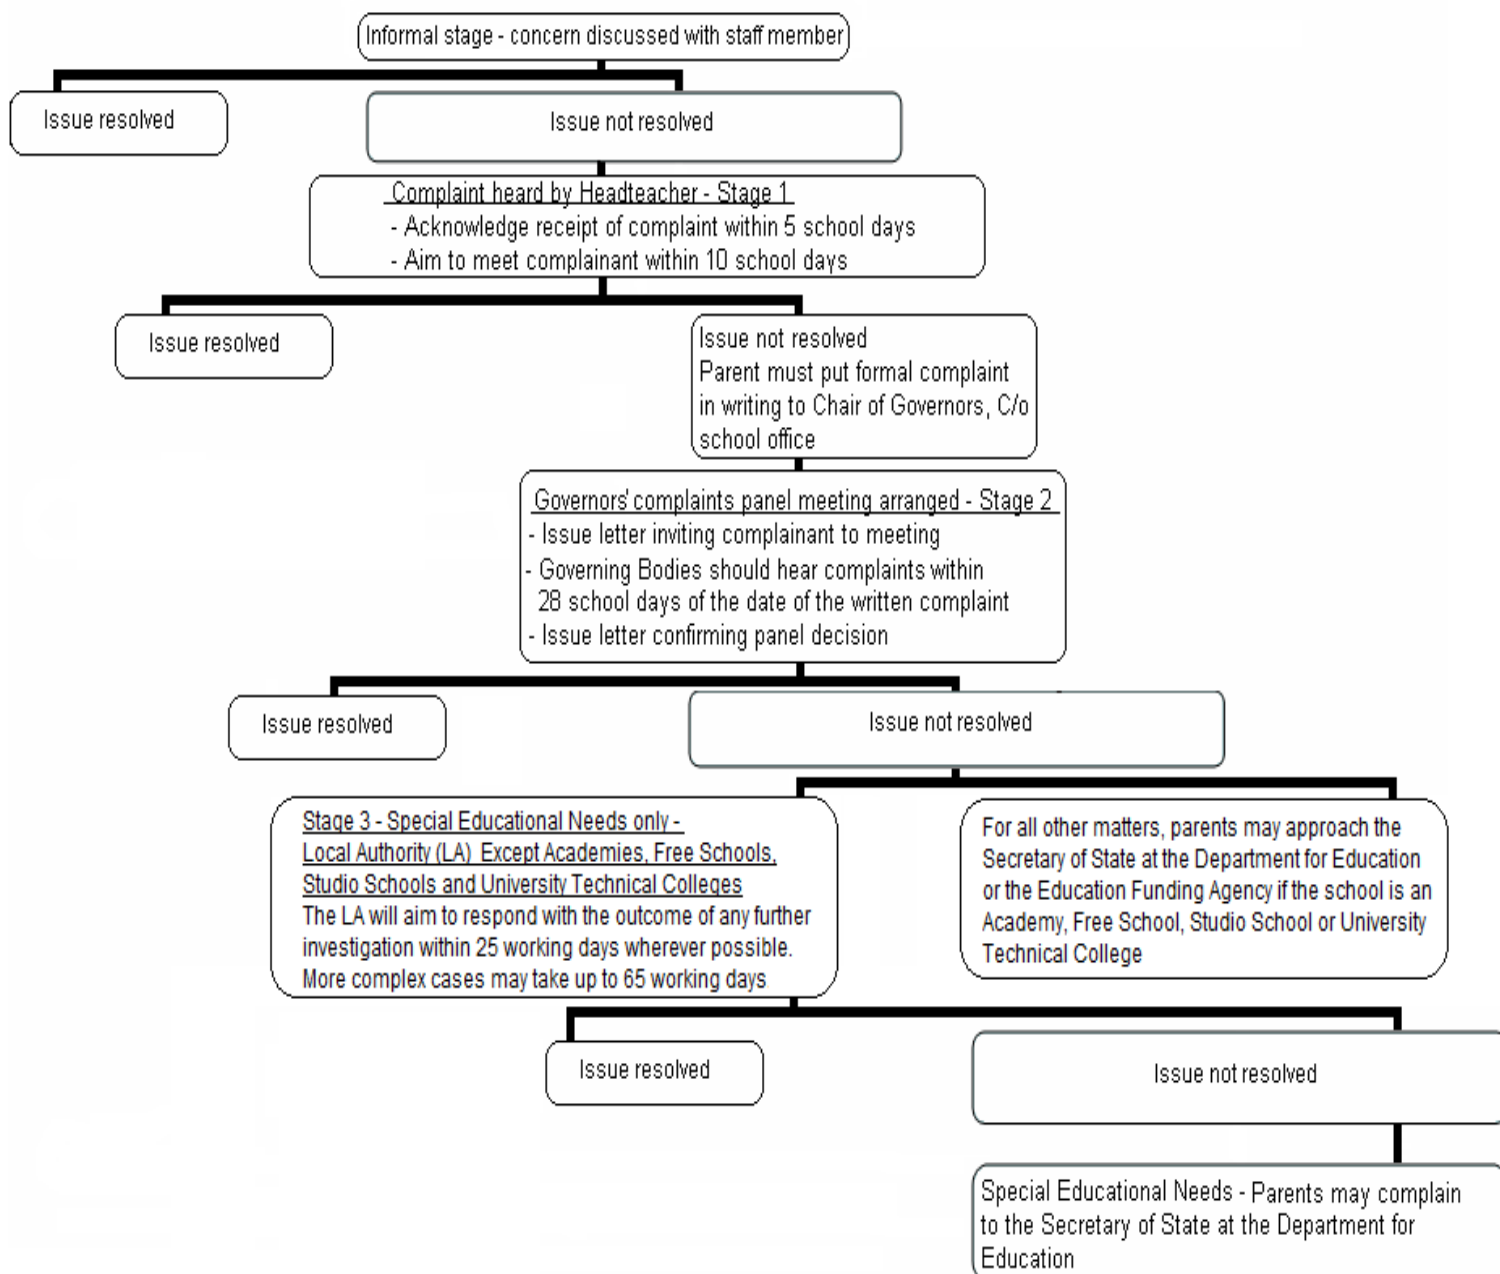 Informal stage - concern discussed with staff member
Issue resolved
Issue not resolved
Complaint heard by Headteacher - Stage 1
- Acknowledge receipt of complaint within 5 school days
- Aim to meet complainant within 10 school days
Issue resolved
Issue not resolved
Parent must put formal complaint
in writing to Chair of Governors, C/o
school office
Governors' complaints panel meeting arranged - Stage 2
- Issue letter inviting complainant to meeting
- Governing Bodies should hear complaints within
28 school days of the date of the written complaint
- Issue letter confirming panel decision
Issue resolved
Issue not resolved
Stage 3 - Special Educational Needs only -
Local Authority (LA) Except Academies, Free Schools,
Studio Schools and University Technical Colleges
The LA will aim to respond with the outcome of any further
investigation within 25 working days wherever possible.
More complex cases may take up to 65 working days
For all other matters, parents may approach the
Secretary of State at the Department for Education
or the Education Funding Agency if the school is an
Academy, Free School, Studio School or University
Technical College
Issue resolved
Issue not resolved
Special Educational Needs - Parents may complain
to the Secretary of State at the Department for
Education